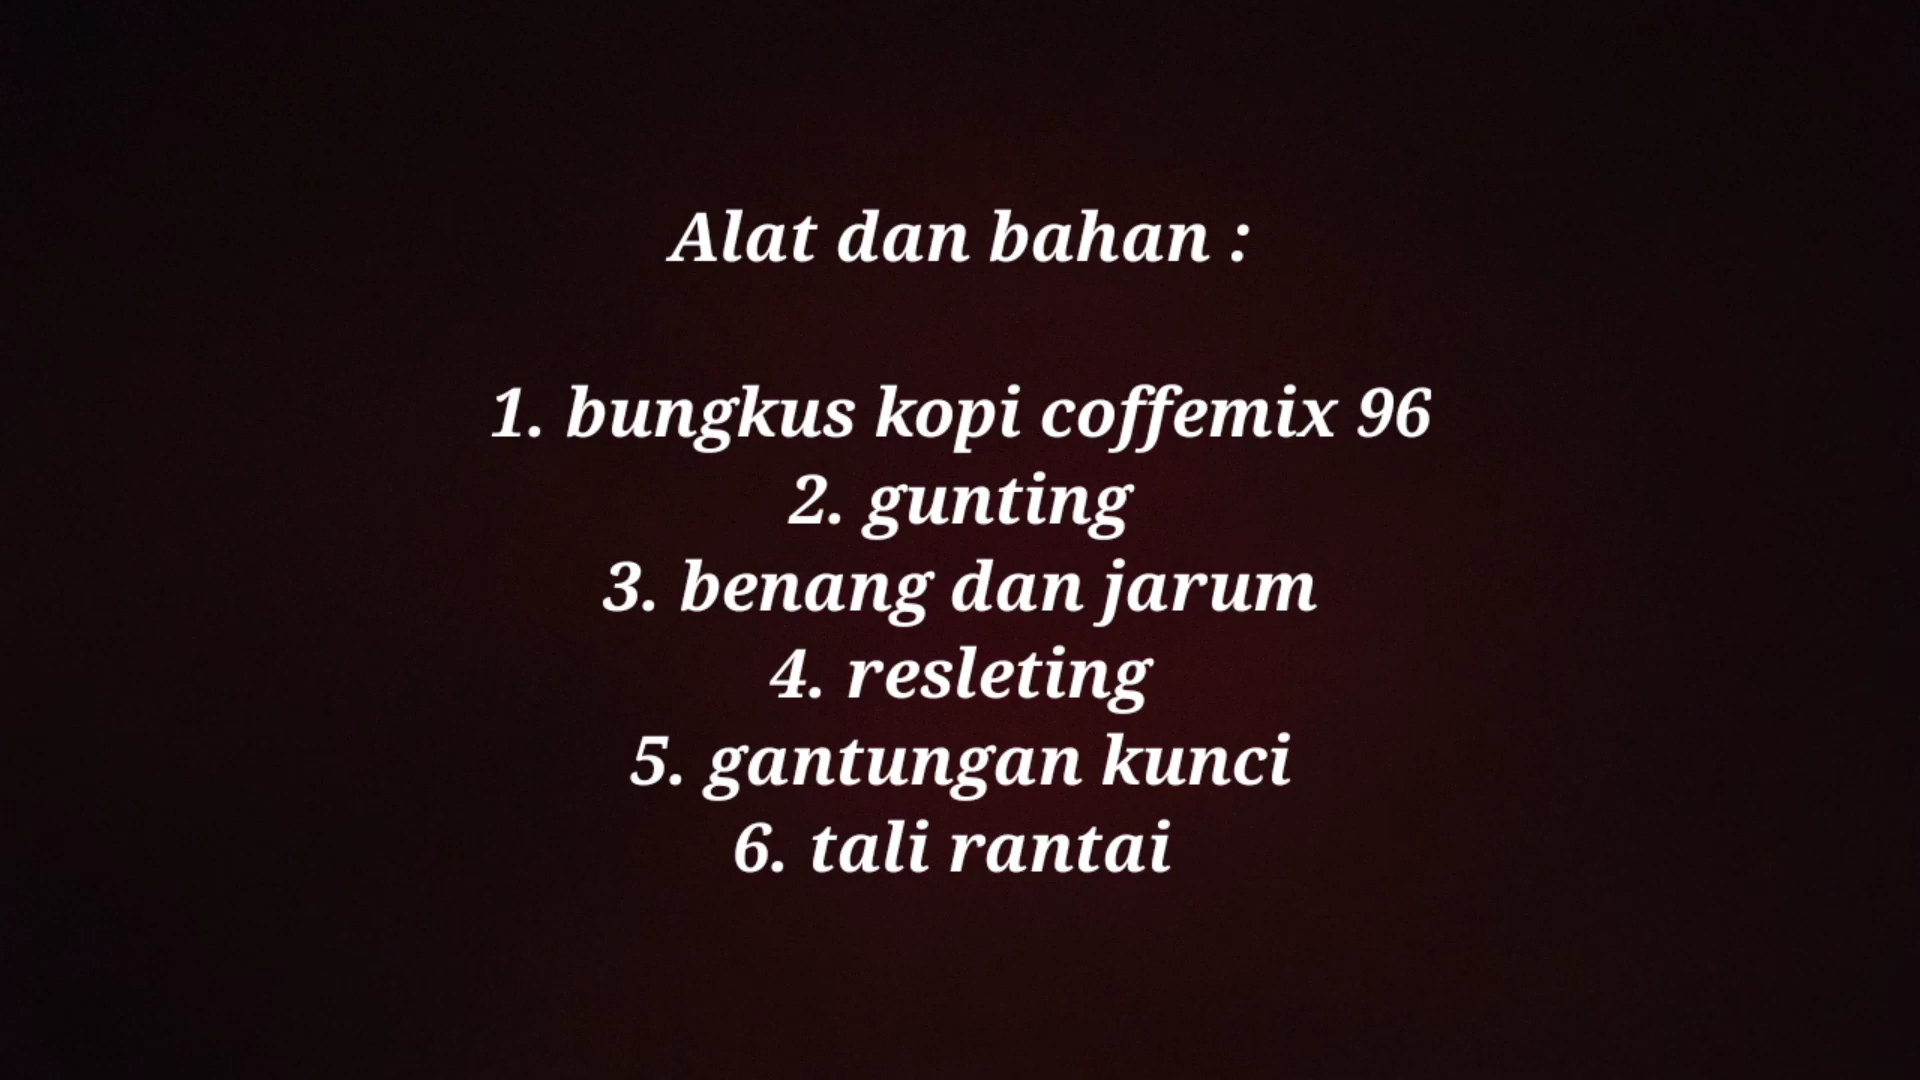 Alat dan bahan :
1. bungkus kopi coffemix 96
2. gunting
3. benang dan jarum
4. resleting
5. gantungan kunci
6. tali rantai